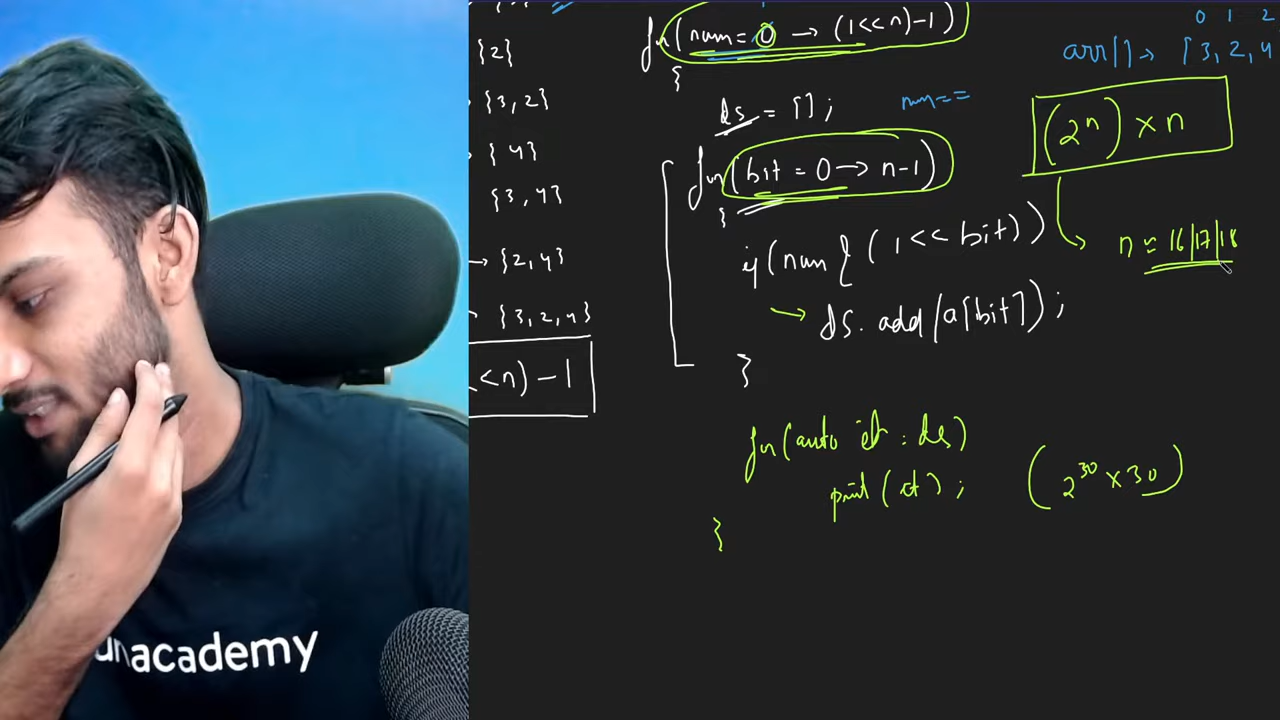 {2}
{3, 2}
{4}
{3, 4}
→ {2, 4}
{3, 2, 4}
<n) - 1
for(num = 0 → (1<<n)-1)
{
ds = [];
num==
for(bit = 0 → n-1)
{
if(num & (1 << bit))
→ ds.add(a[bit]);
}
for(auto it : ds)
print(it);
}
0 1 2
arr[] → [3, 2, 4
(2ⁿ) × n
n ≈ 16|17|18
(2³⁰ × 30)
unacademy